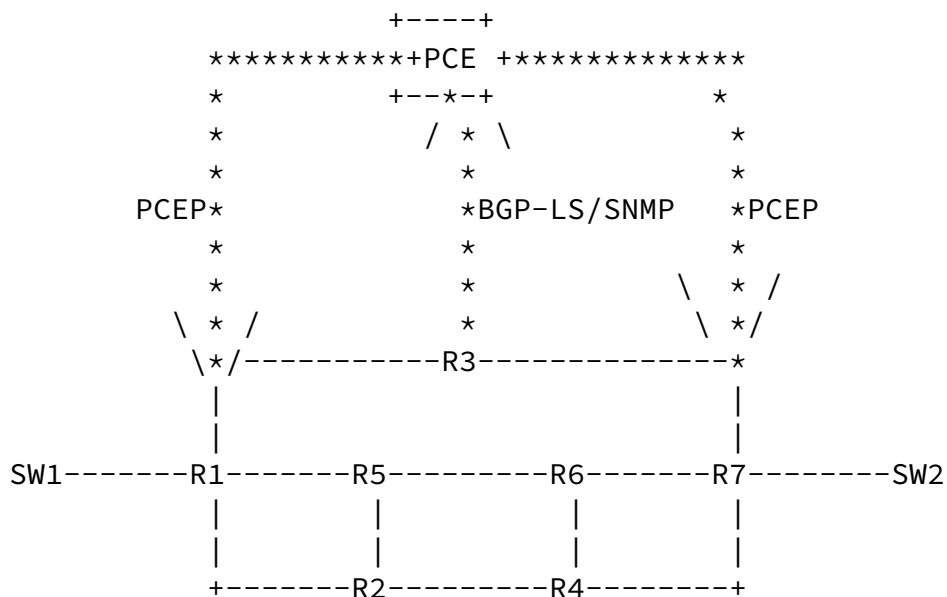 +----+
***********+PCE +*************
* +--*-+ *
* / * \ *
* * *
PCEP* *BGP-LS/SNMP *PCEP
* * *
* * \ * /
\ * / * \ */
\*/-----------R3--------------*
| |
| |
SW1-------R1-------R5---------R6-------R7--------SW2
| | | |
| | | |
+-------R2---------R4--------+